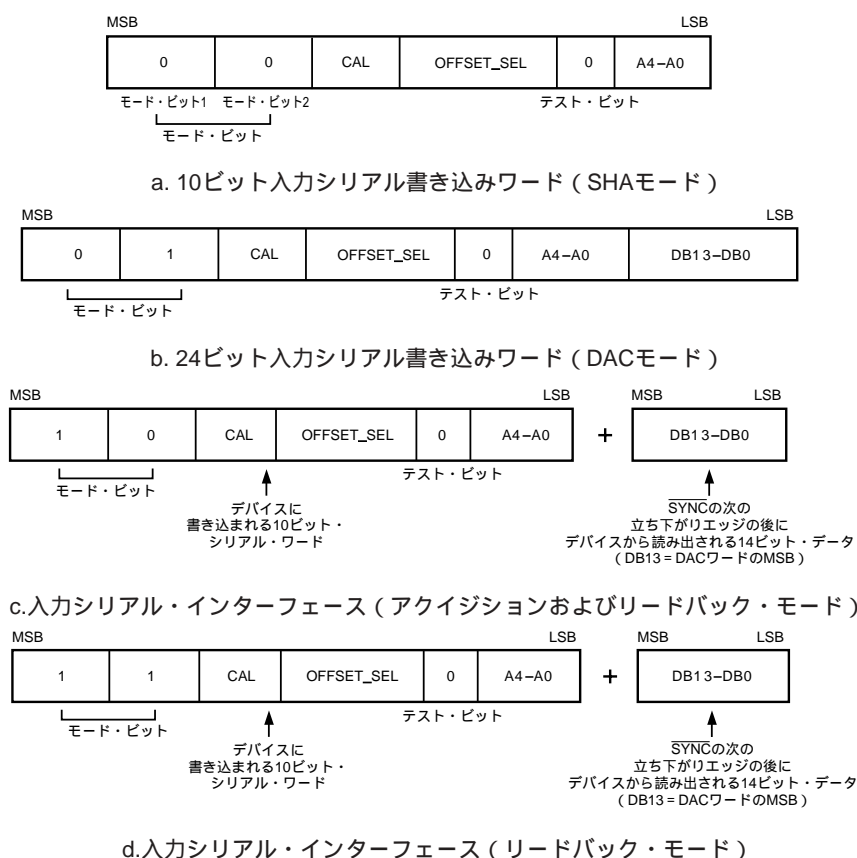 MSB LSB
0 0 CAL OFFSET_SEL 0 A4–A0
モード・ビット1 モード・ビット2 テスト・ビット
モード・ビット
a. 10ビット入力シリアル書き込みワード（SHAモード）
MSB LSB
0 1 CAL OFFSET_SEL 0 A4–A0 DB13–DB0
モード・ビット テスト・ビット
b. 24ビット入力シリアル書き込みワード（DACモード）
MSB LSB MSB LSB
1 0 CAL OFFSET_SEL 0 A4–A0 + DB13–DB0
モード・ビット テスト・ビット
デバイスに
書き込まれる10ビット・
シリアル・ワード
SYNCの次の
立ち下がりエッジの後に
デバイスから読み出される14ビット・データ
（DB13＝DACワードのMSB）
c.入力シリアル・インターフェース（アクイジションおよびリードバック・モード）
MSB LSB MSB LSB
1 1 CAL OFFSET_SEL 0 A4–A0 + DB13–DB0
モード・ビット テスト・ビット
デバイスに
書き込まれる10ビット・
シリアル・ワード
SYNCの次の
立ち下がりエッジの後に
デバイスから読み出される14ビット・データ
（DB13＝DACワードのMSB）
d.入力シリアル・インターフェース（リードバック・モード）